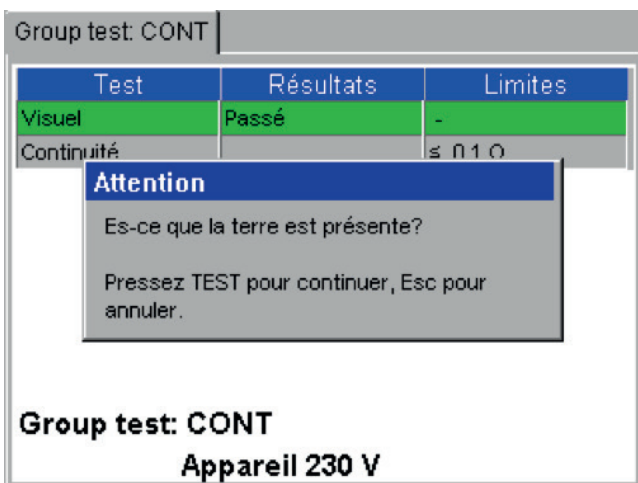 Group test: CONT
Test Résultats Limites
Visuel Passé -
Continuité ≤ 0.1 Ω
Attention
Es-ce que la terre est présente?
Pressez TEST pour continuer, Esc pour
annuler.
Group test: CONT
Appareil 230 V